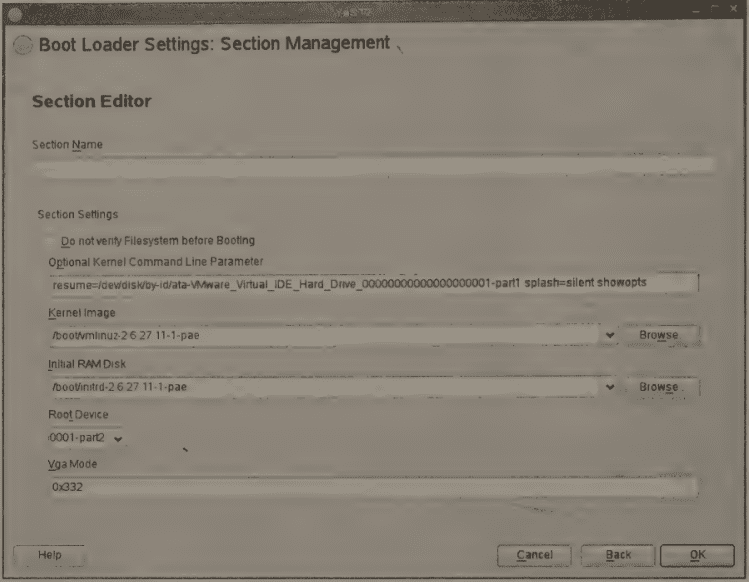 YaST2
Boot Loader Settings: Section Management
Section Editor
Section Name
Section Settings
Do not verify Filesystem before Booting
Optional Kernel Command Line Parameter
resume=/dev/disk/by-id/ata-VMware_Virtual_IDE_Hard_Drive_00000000000000000001-part1 splash=silent showopts
Kernel Image
/boot/vmlinuz-2.6.27.11-1-pae Browse
Initial RAM Disk
/boot/initrd-2.6.27.11-1-pae Browse
Root Device
0001-part2
Vga Mode
0x332
Help Cancel Back OK